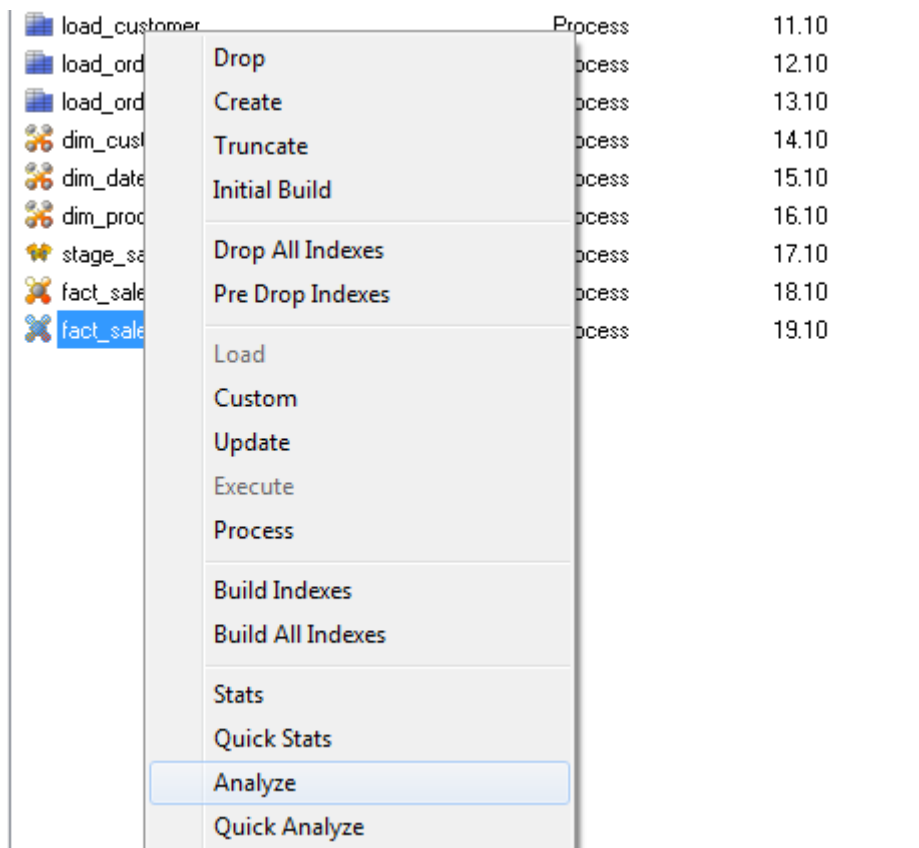 load_customer Process 11.10
load_ord ocess 12.10
load_ord ocess 13.10
dim_cust ocess 14.10
dim_date ocess 15.10
dim_prod ocess 16.10
stage_sa ocess 17.10
fact_sale ocess 18.10
fact_sale ocess 19.10
Drop
Create
Truncate
Initial Build
Drop All Indexes
Pre Drop Indexes
Load
Custom
Update
Execute
Process
Build Indexes
Build All Indexes
Stats
Quick Stats
Analyze
Quick Analyze